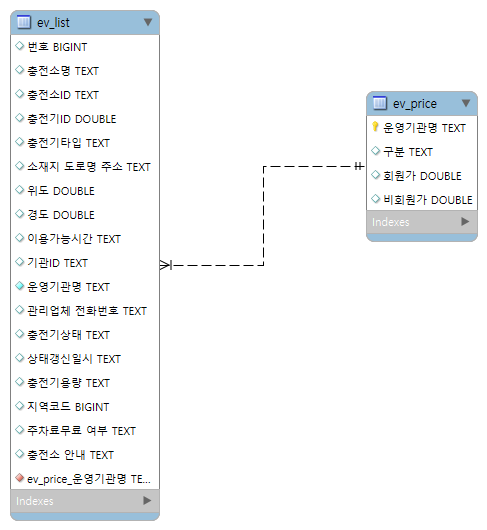 ev_list
번호 BIGINT
충전소명 TEXT
충전소ID TEXT
충전기ID DOUBLE
충전기타입 TEXT
소재지 도로명 주소 TEXT
위도 DOUBLE
경도 DOUBLE
이용가능시간 TEXT
기관ID TEXT
운영기관명 TEXT
관리업체 전화번호 TEXT
충전기상태 TEXT
상태갱신일시 TEXT
충전기용량 TEXT
지역코드 BIGINT
주차료무료 여부 TEXT
충전소 안내 TEXT
ev_price_운영기관명 TE...
Indexes
ev_price
운영기관명 TEXT
구분 TEXT
회원가 DOUBLE
비회원가 DOUBLE
Indexes